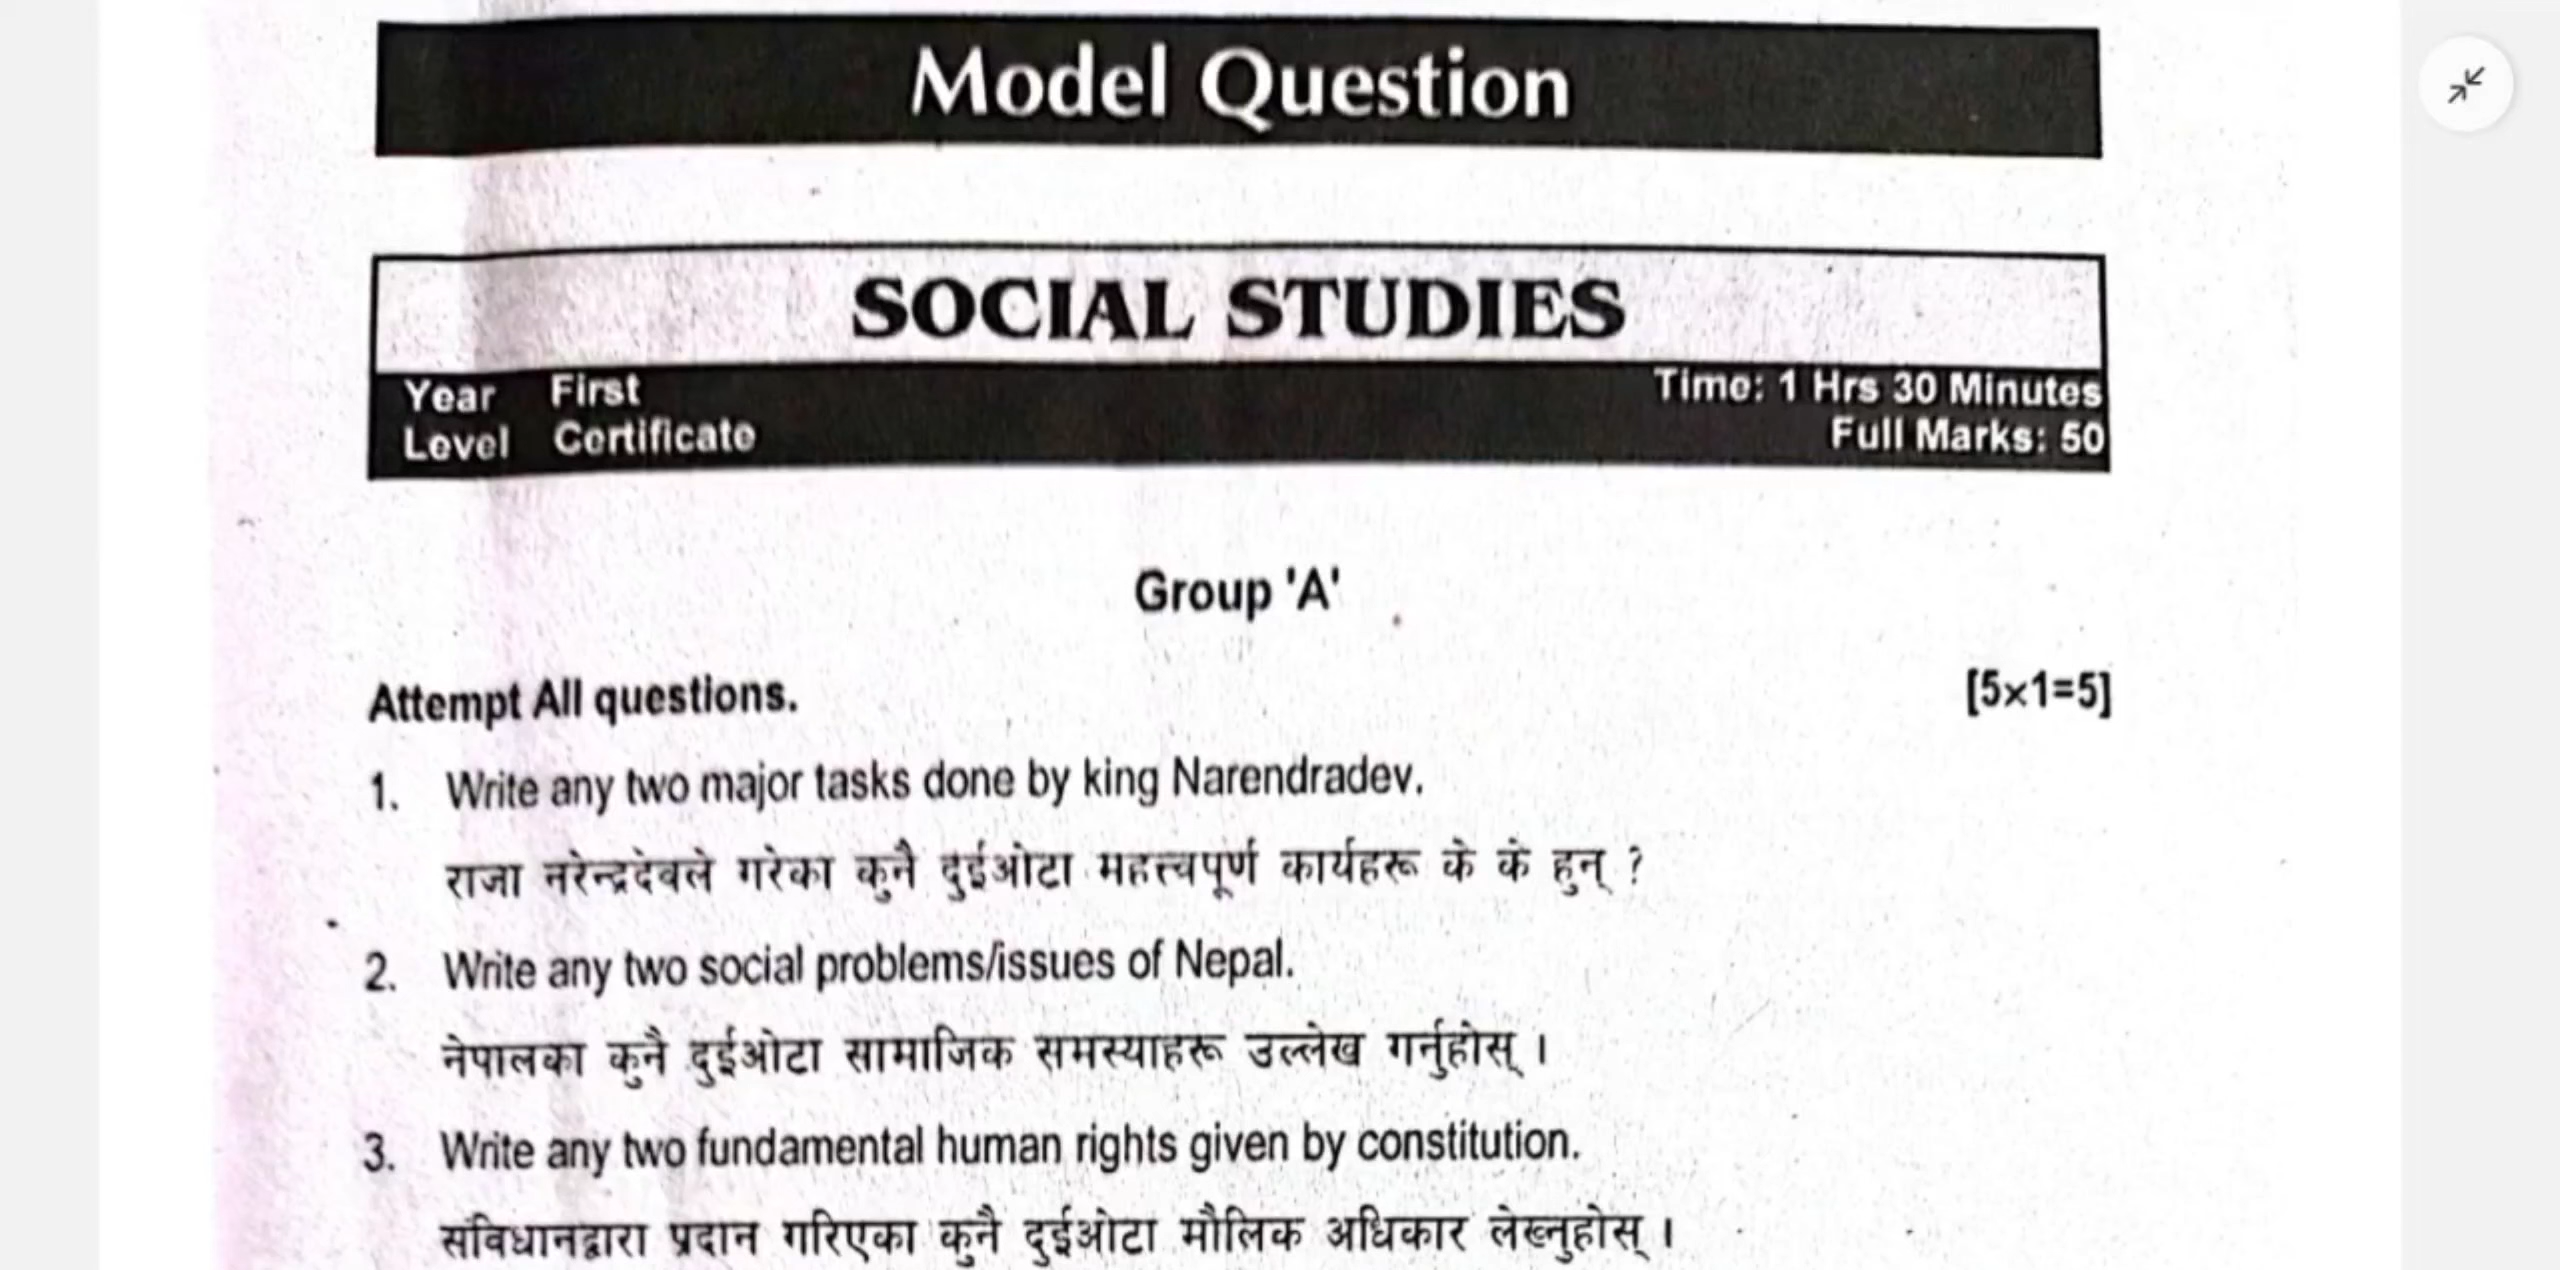 Model Question
SOCIAL STUDIES
Year First Time: 1 Hrs 30 Minutes
Level Certificate Full Marks: 50
Group 'A'
Attempt All questions. [5×1=5]
1. Write any two major tasks done by king Narendradev.
राजा नरेन्द्रदेवले गरेका कुनै दुईओटा महत्त्वपूर्ण कार्यहरू के के हुन् ?
2. Write any two social problems/issues of Nepal.
नेपालका कुनै दुईओटा सामाजिक समस्याहरू उल्लेख गर्नुहोस् ।
3. Write any two fundamental human rights given by constitution.
संविधानद्वारा प्रदान गरिएका कुनै दुईओटा मौलिक अधिकार लेख्नुहोस् ।